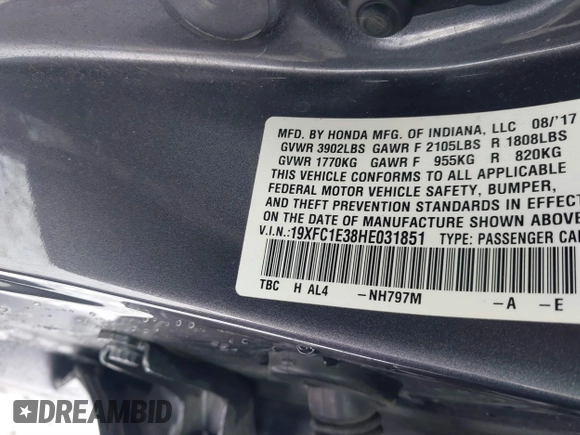 MFD. BY HONDA MFG. OF INDIANA, LLC 08/'17
GVWR 3902LBS GAWR F 2105LBS R 1808LBS
GVWR 1770KG GAWR F 955KG R 820KG
THIS VEHICLE CONFORMS TO ALL APPLICABLE
FEDERAL MOTOR VEHICLE SAFETY, BUMPER,
AND THEFT PREVENTION STANDARDS IN EFFECT
ON THE DATE OF MANUFACTURE SHOWN ABOVE
V.I.N.:19XFC1E38HE031851 TYPE: PASSENGER CAR
TBC H AL4 -NH797M -A -E
DREAMBID